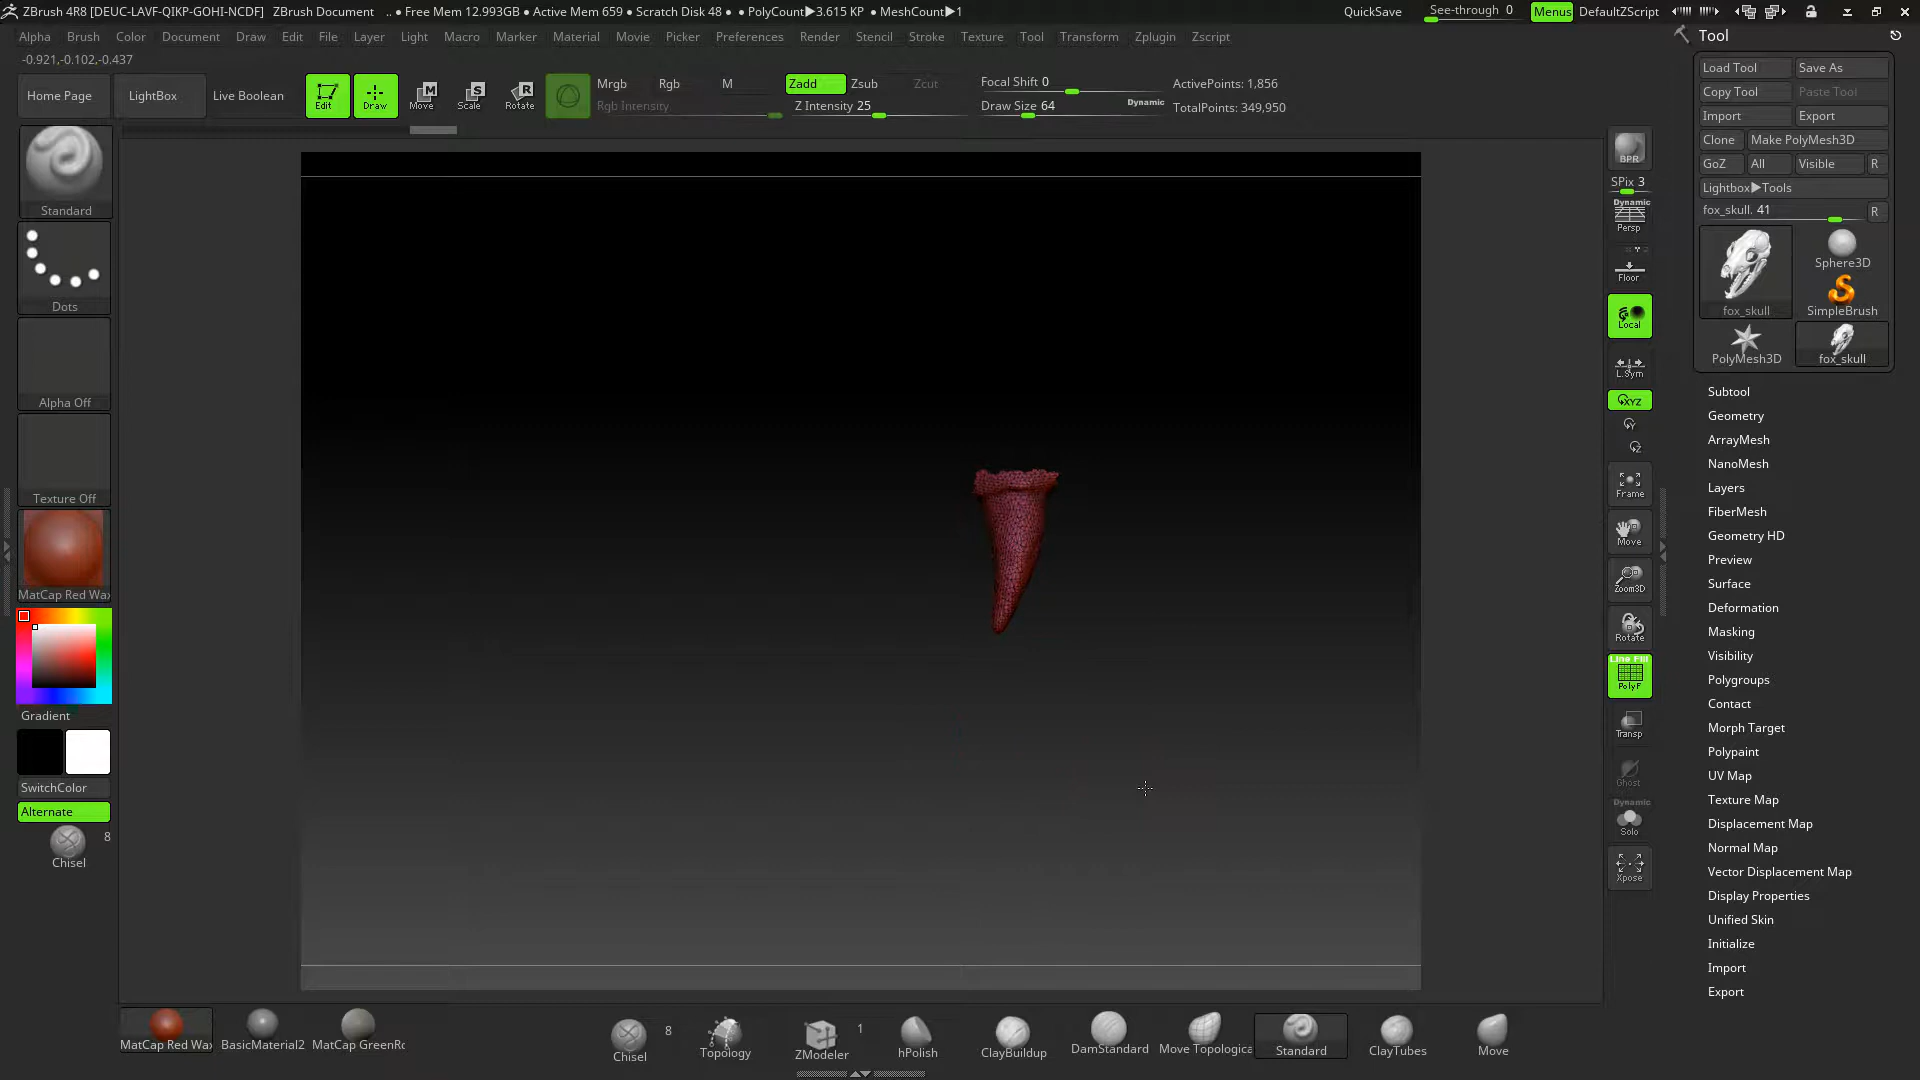 ZBrush 4R8 [DEUC-LAVF-QIKP-GOHI-NCDF] ZBrush Document .. ● Free Mem 12.993GB ● Active Mem 659 ● Scratch Disk 48 ● PolyCount▶3.615 KP ● MeshCount▶1 QuickSave See-through 0 Menus DefaultZScript
Alpha Brush Color Document Draw Edit File Layer Light Macro Marker Material Movie Picker Preferences Render Stencil Stroke Texture Tool Transform Zplugin Zscript
-0.921,-0.102,-0.437
Home Page LightBox Live Boolean
Edit Draw Move Scale Rotate
M S R
Mrgb Rgb M
Rgb Intensity
Zadd Zsub Zcut
Z Intensity 25
Focal Shift 0
Draw Size 64 Dynamic
ActivePoints: 1,856
TotalPoints: 349,950
Standard
Dots
Alpha Off
Texture Off
MatCap Red Wax
Gradient
SwitchColor
Alternate
8
Chisel
BPR
SPix 3
Dynamic
Persp
Floor
Local
L.Sym
XYZ
Y
Z
Frame
Move
Zoom3D
Rotate
Line Fill
PolyF
Transp
Ghost
Dynamic
Solo
Xpose
Tool
Load Tool Save As
Copy Tool Paste Tool
Import Export
Clone Make PolyMesh3D
GoZ All Visible R
Lightbox▶Tools
fox_skull. 41 R
fox_skull Sphere3D
SimpleBrush
PolyMesh3D fox_skull
Subtool
Geometry
ArrayMesh
NanoMesh
Layers
FiberMesh
Geometry HD
Preview
Surface
Deformation
Masking
Visibility
Polygroups
Contact
Morph Target
Polypaint
UV Map
Texture Map
Displacement Map
Normal Map
Vector Displacement Map
Display Properties
Unified Skin
Initialize
Import
Export
MatCap Red Wax BasicMaterial2 MatCap GreenRo
8 1
Chisel Topology ZModeler hPolish ClayBuildup DamStandard Move Topologica Standard ClayTubes Move